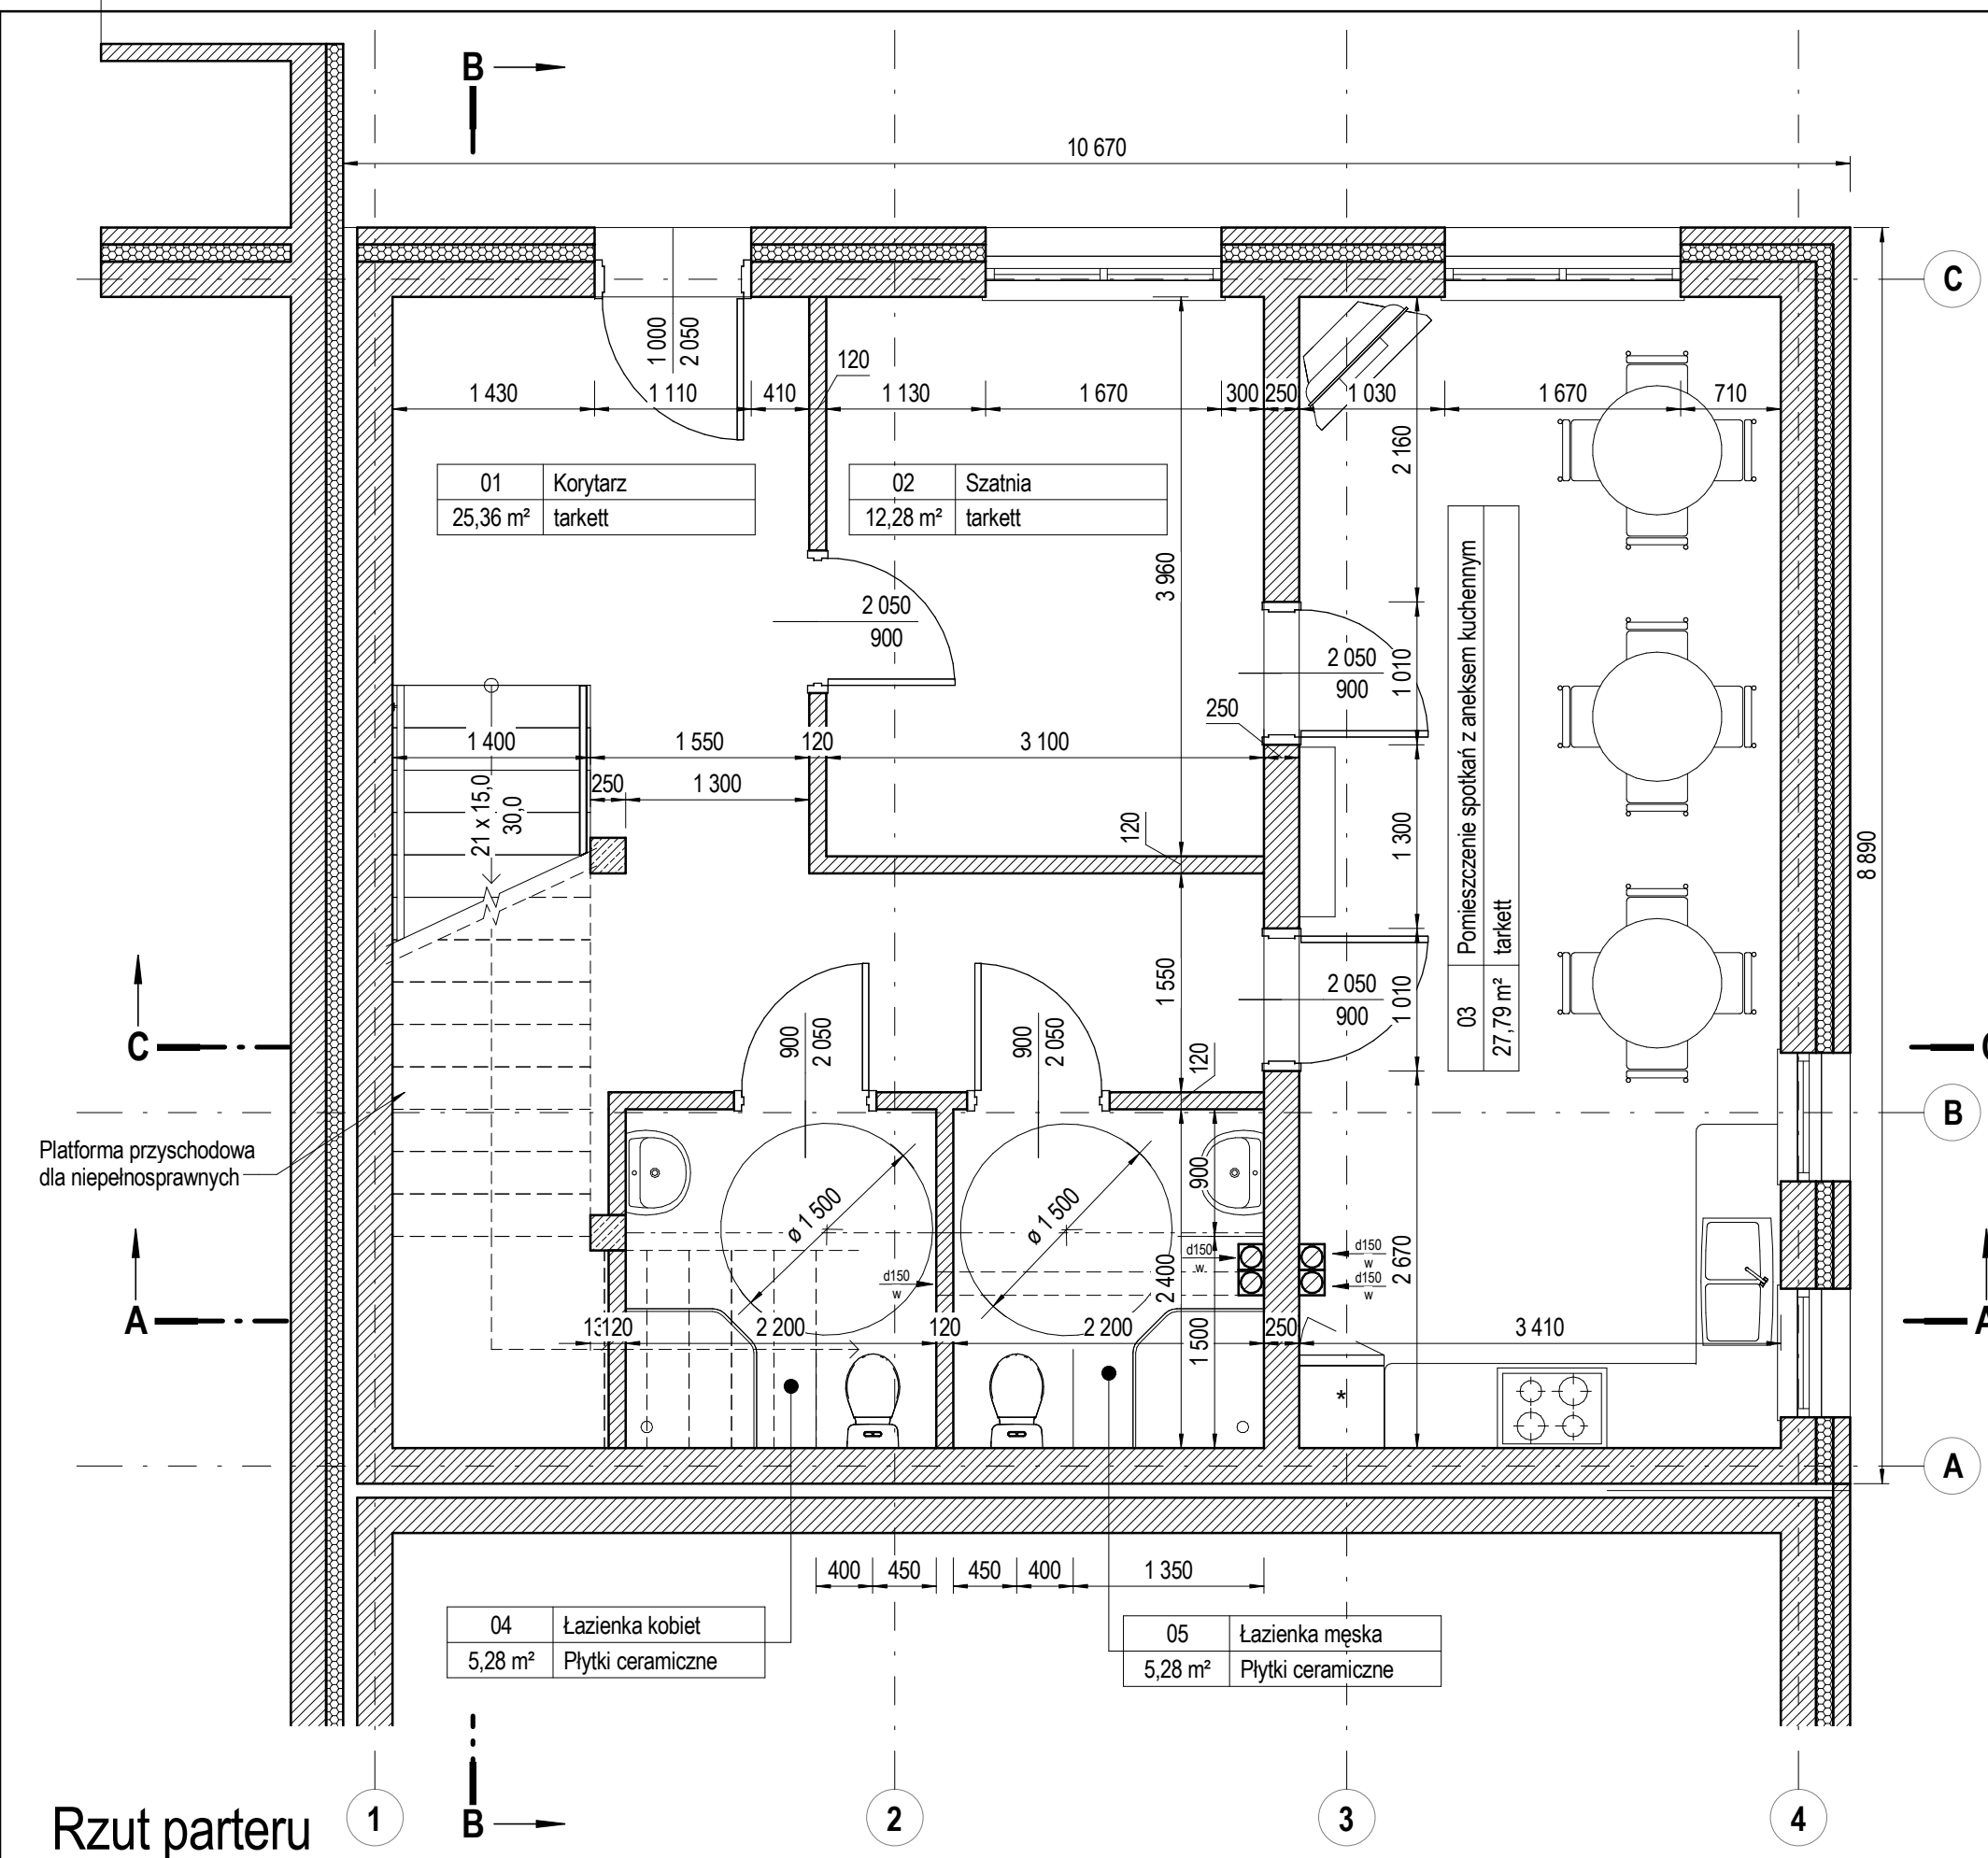 B
10 670
C
1 000
2 050
120
1 430
1 110
410
1 130
1 670
300
250
1 030
1 670
710
2 160
01 Korytarz
25,36 m² tarkett
02 Szatnia
12,28 m² tarkett
3 960
2 050
900
2 050
900
1 010
250
03 Pomieszczenie spotkań z aneksem kuchennym
27,79 m² tarkett
1 400
1 550
120
3 100
250
1 300
21 x 15,0
30,0
120
1 300
8 890
1 550
2 050
900
1 010
C
900
2 050
900
2 050
120
B
Platforma przyschodowa
dla niepełnosprawnych
ø 1 500
ø 1 500
900
d150
w
d150
w
d150
w
d150
w
2 400
2 670
A
120
2 200
120
2 200
1 500
250
3 410
*
A
400
450
450
400
1 350
04 Łazienka kobiet
5,28 m² Płytki ceramiczne
05 Łazienka męska
5,28 m² Płytki ceramiczne
Rzut parteru
1
B
2
3
4